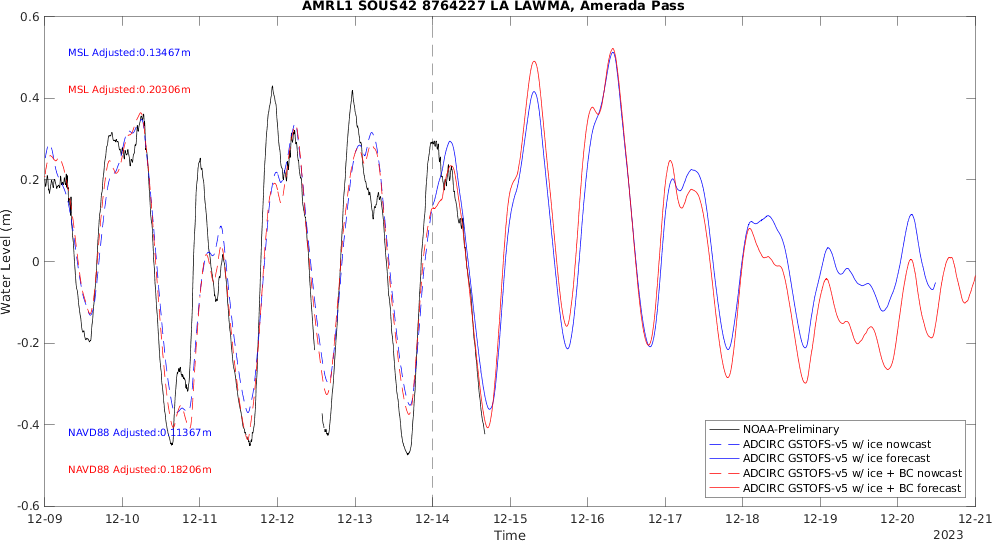 AMRL1 SOUS42 8764227 LA LAWMA, Amerada Pass
0.6
0.4
0.2
0
-0.2
-0.4
-0.6
Water Level (m)
MSL Adjusted:0.13467m
MSL Adjusted:0.20306m
NAVD88 Adjusted:0.11367m
NAVD88 Adjusted:0.18206m
NOAA-Preliminary
ADCIRC GSTOFS-v5 w/ ice nowcast
ADCIRC GSTOFS-v5 w/ ice forecast
ADCIRC GSTOFS-v5 w/ ice + BC nowcast
ADCIRC GSTOFS-v5 w/ ice + BC forecast
12-09 12-10 12-11 12-12 12-13 12-14 12-15 12-16 12-17 12-18 12-19 12-20 12-21
Time
2023